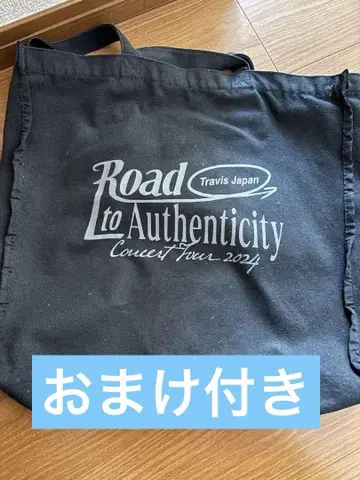 Road
Travis Japan
to Authenticity
Concert Tour 2024
おまけ付き